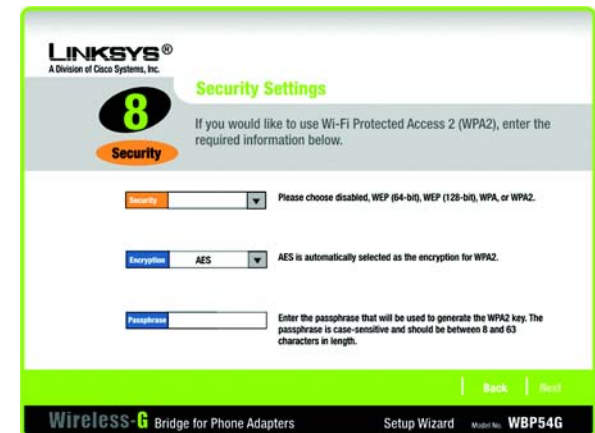 LINKSYS®
A Division of Cisco Systems, Inc.
8
Security
Security Settings
If you would like to use Wi-Fi Protected Access 2 (WPA2), enter the
required information below.
Security
Please choose disabled, WEP (64-bit), WEP (128-bit), WPA, or WPA2.
Encryption
AES
AES is automatically selected as the encryption for WPA2.
Passphrase
Enter the passphrase that will be used to generate the WPA2 key. The
passphrase is case-sensitive and should be between 8 and 63
characters in length.
Back
Next
Wireless-G Bridge for Phone Adapters
Setup Wizard
Model No. WBP54G